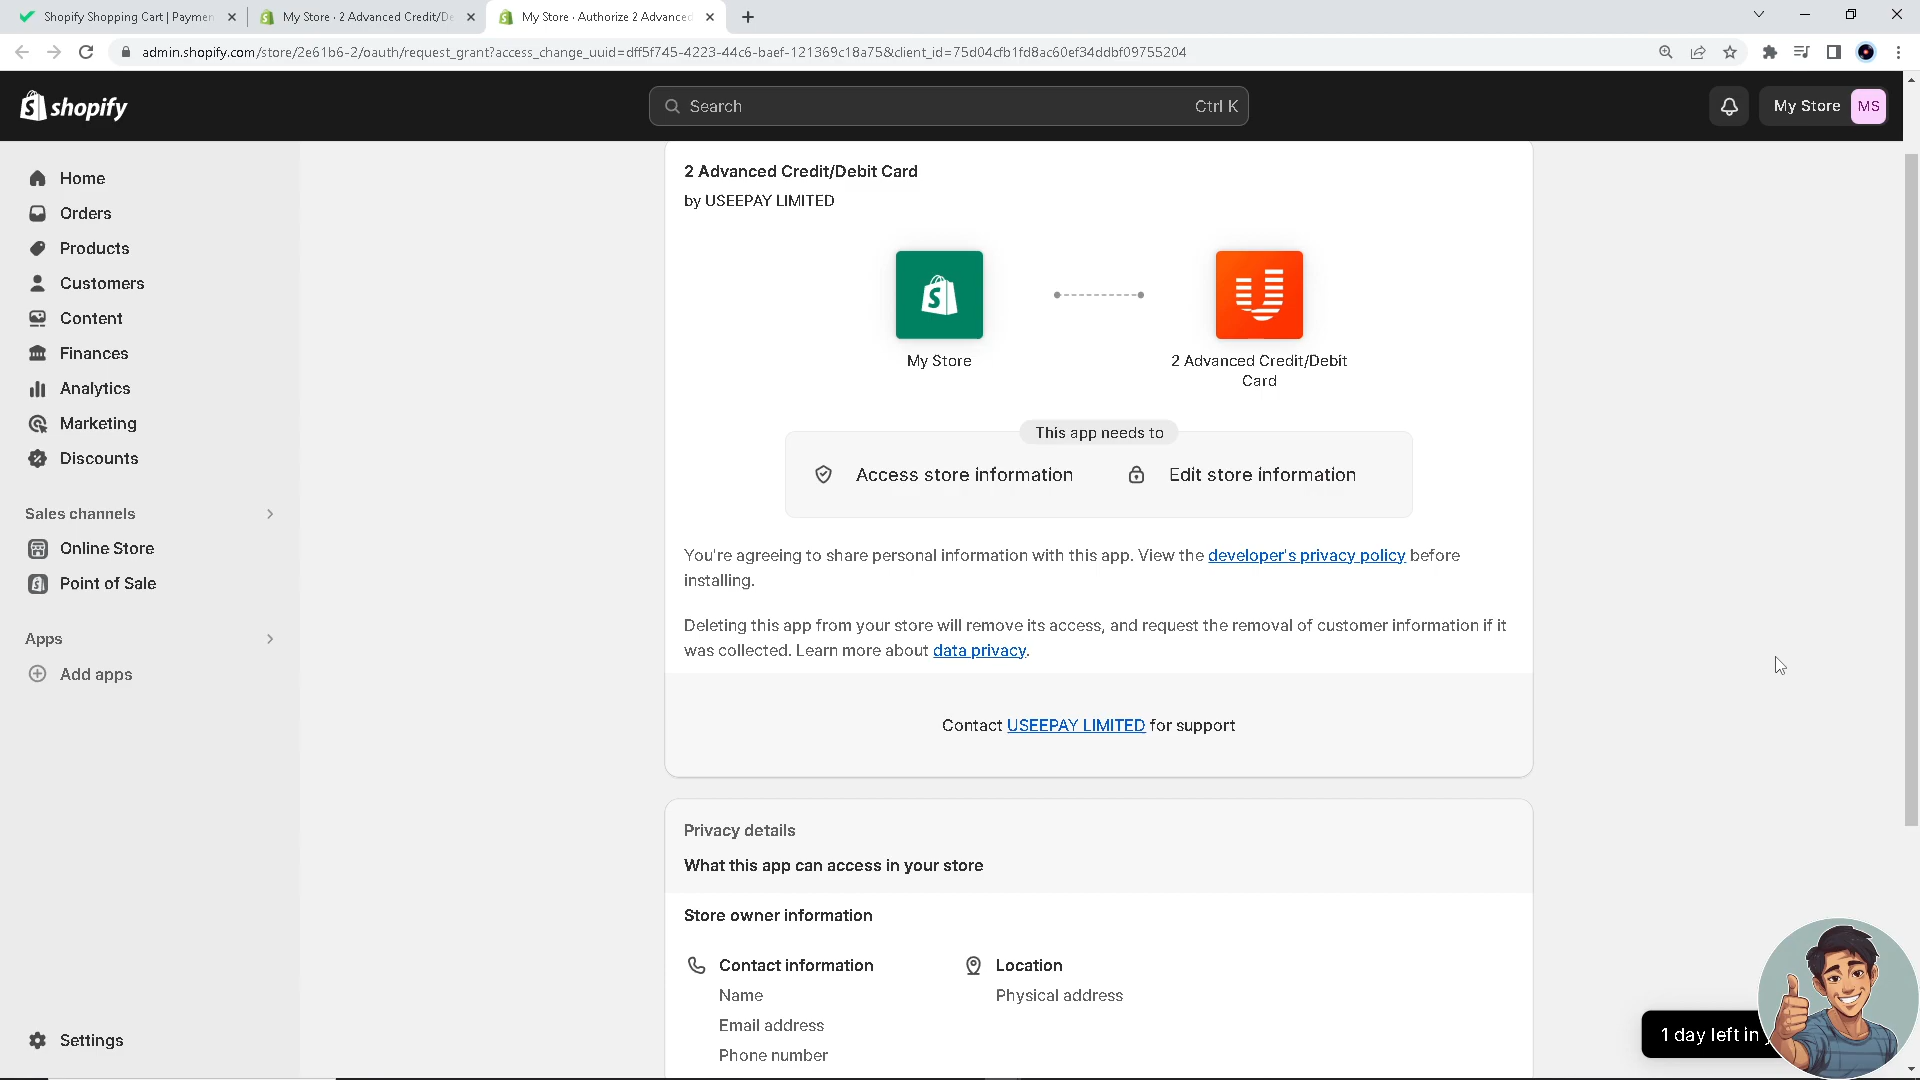 Shopify Shopping Cart | Paymen
My Store · 2 Advanced Credit/De
My Store · Authorize 2 Advanced
admin.shopify.com/store/2e61b6-2/oauth/request_grant?access_change_uuid=dff5f745-4223-44c6-baef-121369c18a75&client_id=75d04cfb1fd8ac60ef34ddbf09755204
shopify
Search
Ctrl K
My Store
MS
Home
Orders
Products
Customers
Content
Finances
Analytics
Marketing
Discounts
Sales channels
Online Store
Point of Sale
Apps
Add apps
Settings
2 Advanced Credit/Debit Card
by USEEPAY LIMITED
My Store
2 Advanced Credit/Debit
Card
This app needs to
Access store information
Edit store information
You're agreeing to share personal information with this app. View the developer's privacy policy before
installing.
Deleting this app from your store will remove its access, and request the removal of customer information if it
was collected. Learn more about data privacy.
Contact USEEPAY LIMITED for support
Privacy details
What this app can access in your store
Store owner information
Contact information
Name
Email address
Phone number
Location
Physical address
1 day left in